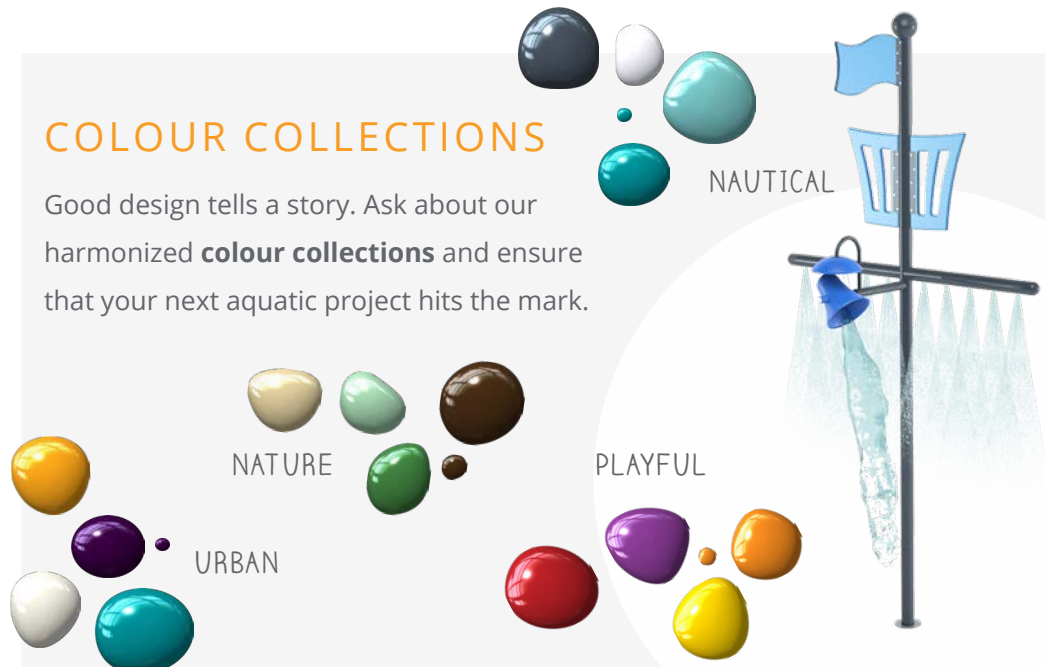 COLOUR COLLECTIONS
Good design tells a story. Ask about our
harmonized colour collections and ensure
that your next aquatic project hits the mark.
NAUTICAL
NATURE
PLAYFUL
URBAN